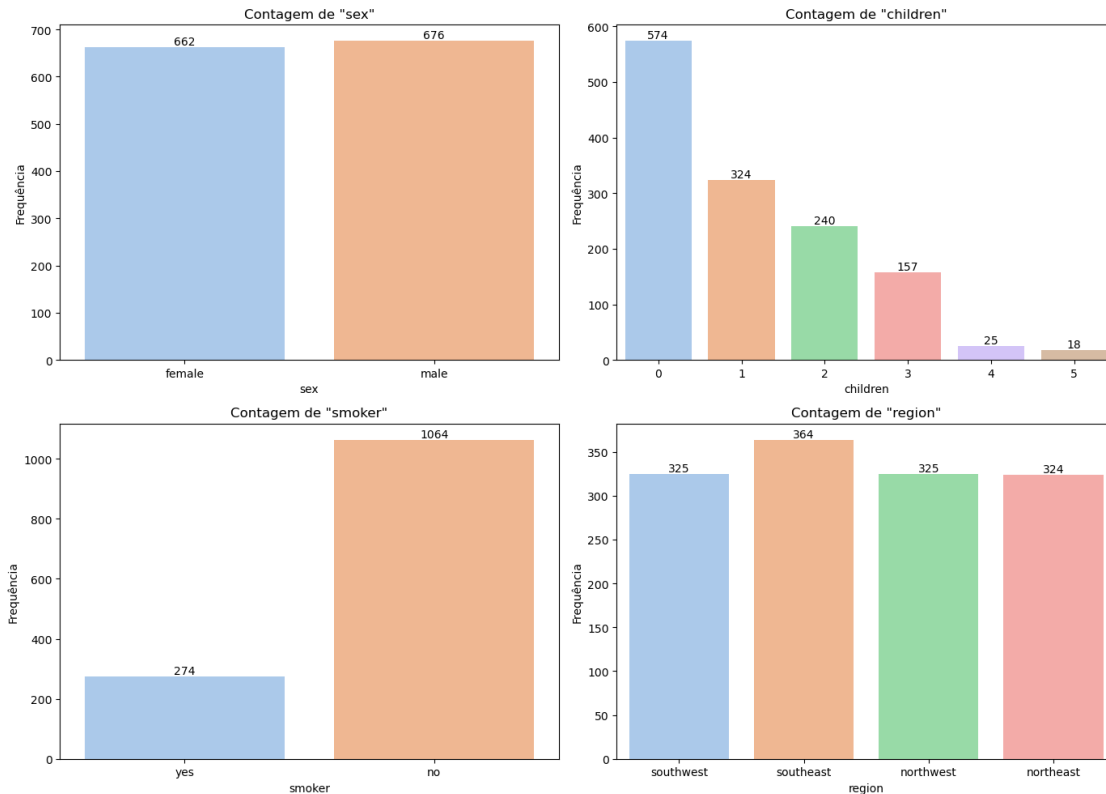 Contagem de "sex"
Frequência
700
600
500
400
300
200
100
0
662
676
female
male
sex
Contagem de "children"
Frequência
600
500
400
300
200
100
0
574
324
240
157
25
18
0
1
2
3
4
5
children
Contagem de "smoker"
Frequência
1000
800
600
400
200
0
274
1064
yes
no
smoker
Contagem de "region"
Frequência
350
300
250
200
150
100
50
0
325
364
325
324
southwest
southeast
northwest
northeast
region